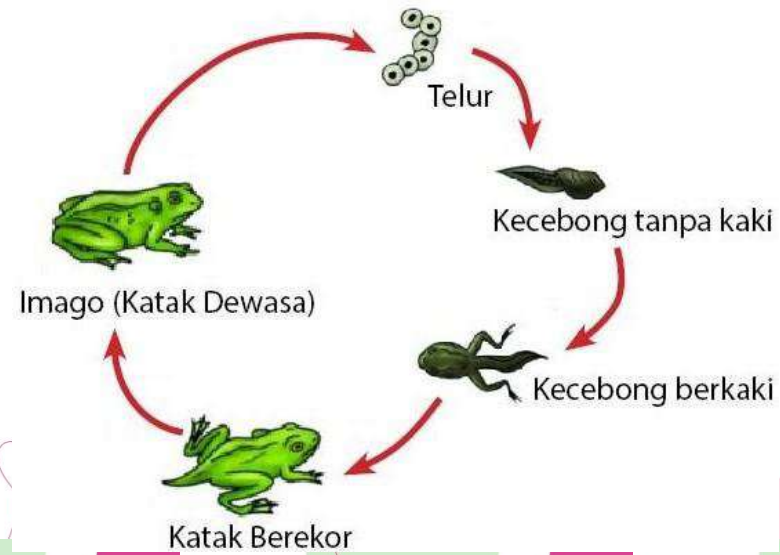 Telur
Kecebong tanpa kaki
Kecebong berkaki
Katak Berekor
Imago (Katak Dewasa)